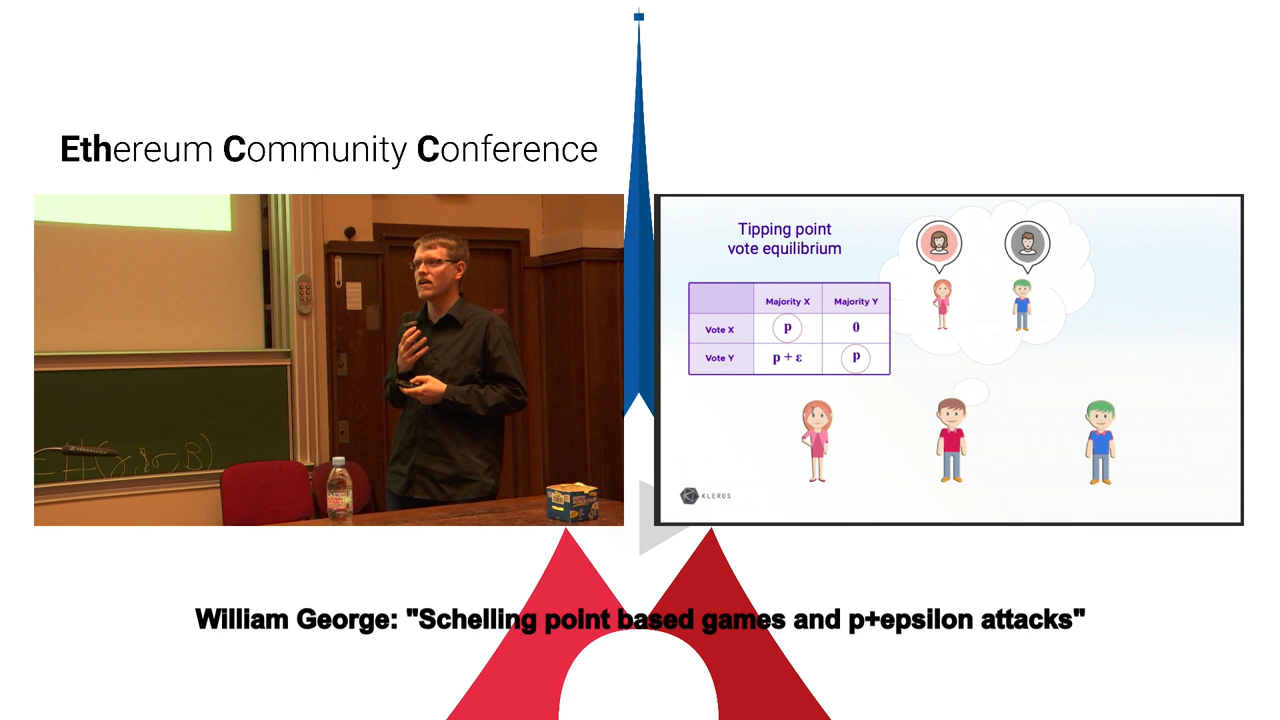 Ethereum Community Conference
Tipping point
vote equilibrium
Majority X Majority Y
Vote X p 0
Vote Y p + ε p
KLEROS
William George: "Schelling point based games and p+epsilon attacks"